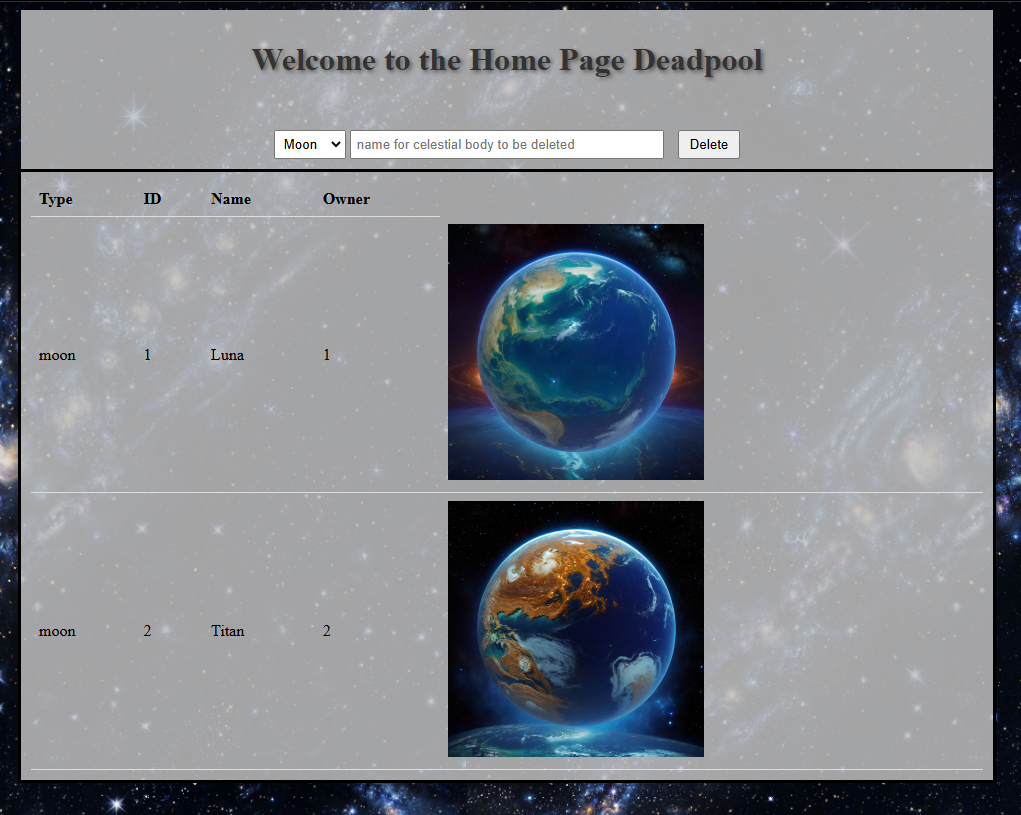 Welcome to the Home Page Deadpool
Moon name for celestial body to be deleted Delete
Type ID Name Owner
moon 1 Luna 1
moon 2 Titan 2